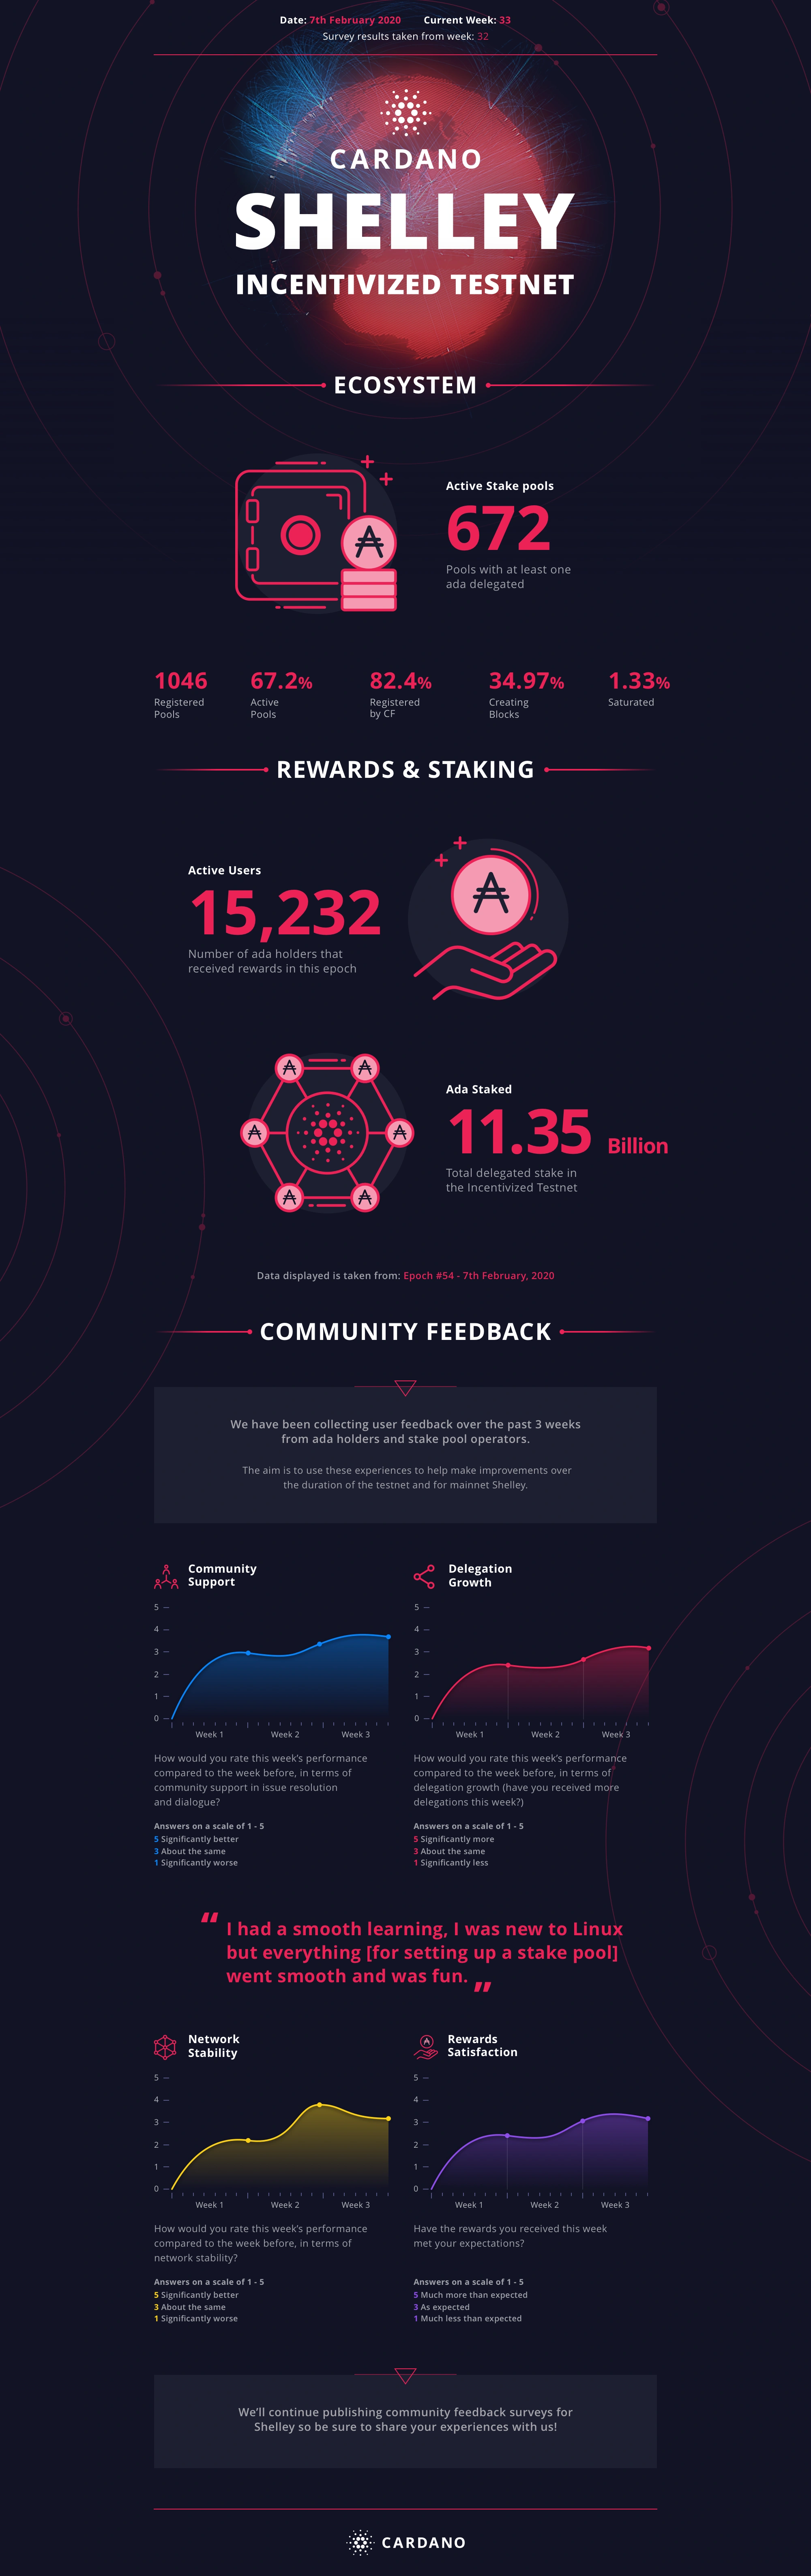 Date: 7th February 2020 Current Week: 33
Survey results taken from week: 32
CARDANO
SHELLEY
INCENTIVIZED TESTNET
ECOSYSTEM
Active Stake pools
672
Pools with at least one
ada delegated
1046
Registered
Pools
67.2%
Active
Pools
82.4%
Registered
by CF
34.97%
Creating
Blocks
1.33%
Saturated
REWARDS & STAKING
Active Users
15,232
Number of ada holders that
received rewards in this epoch
Ada Staked
11.35 Billion
Total delegated stake in
the Incentivized Testnet
Data displayed is taken from: Epoch #54 - 7th February, 2020
COMMUNITY FEEDBACK
We have been collecting user feedback over the past 3 weeks
from ada holders and stake pool operators.
The aim is to use these experiences to help make improvements over
the duration of the testnet and for mainnet Shelley.
Community
Support
5
4
3
2
1
0
Week 1 Week 2 Week 3
How would you rate this week's performance
compared to the week before, in terms of
community support in issue resolution
and dialogue?
Answers on a scale of 1 - 5
5 Significantly better
3 About the same
1 Significantly worse
Delegation
Growth
5
4
3
2
1
0
Week 1 Week 2 Week 3
How would you rate this week's performance
compared to the week before, in terms of
delegation growth (have you received more
delegations this week?)
Answers on a scale of 1 - 5
5 Significantly more
3 About the same
1 Significantly less
“ I had a smooth learning, I was new to Linux
but everything [for setting up a stake pool]
went smooth and was fun. ”
Network
Stability
5
4
3
2
1
0
Week 1 Week 2 Week 3
How would you rate this week's performance
compared to the week before, in terms of
network stability?
Answers on a scale of 1 - 5
5 Significantly better
3 About the same
1 Significantly worse
Rewards
Satisfaction
5
4
3
2
1
0
Week 1 Week 2 Week 3
Have the rewards you received this week
met your expectations?
Answers on a scale of 1 - 5
5 Much more than expected
3 As expected
1 Much less than expected
We'll continue publishing community feedback surveys for
Shelley so be sure to share your experiences with us!
CARDANO